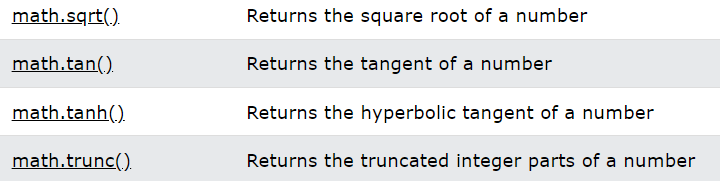 math.sqrt() Returns the square root of a number
math.tan() Returns the tangent of a number
math.tanh() Returns the hyperbolic tangent of a number
math.trunc() Returns the truncated integer parts of a number